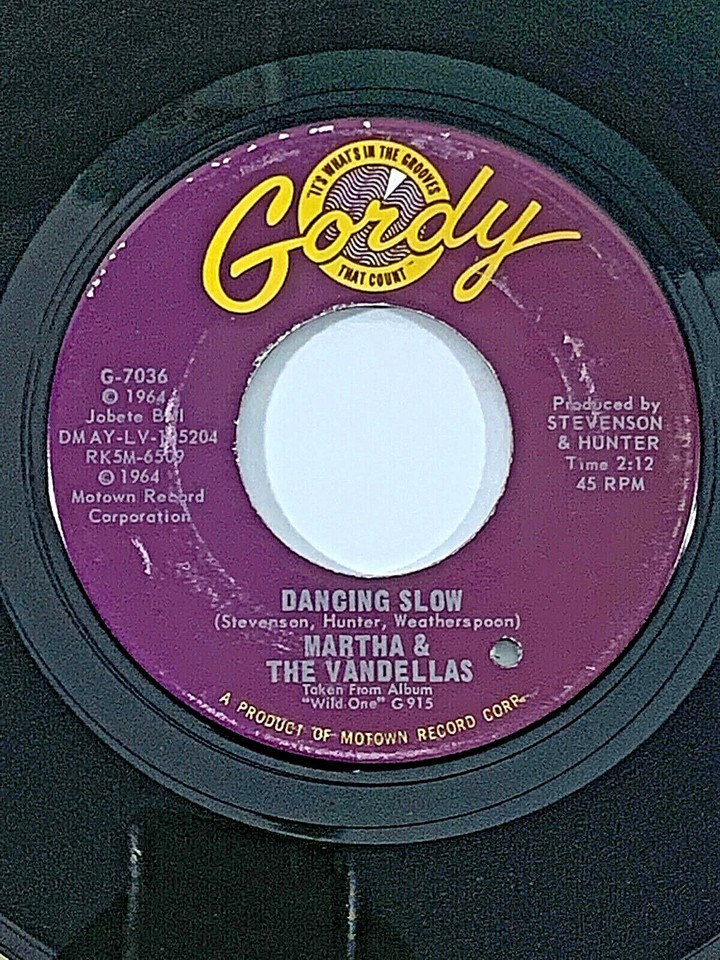 "IT'S WHAT'S IN THE GROOVES
Gordy
THAT COUNT"
G-7036
© 1964
Jobete
RK5M-6509
© 1964
Motown Record
Corporation
Produced by
STEVENSON
& HUNTER
Time 2:12
45 RPM
DANCING SLOW
(Stevenson, Hunter, Weatherspoon)
MARTHA &
THE VANDELLAS
Taken From Album
"Wild One" G 915
A PRODUCT OF MOTOWN RECORD CORP.